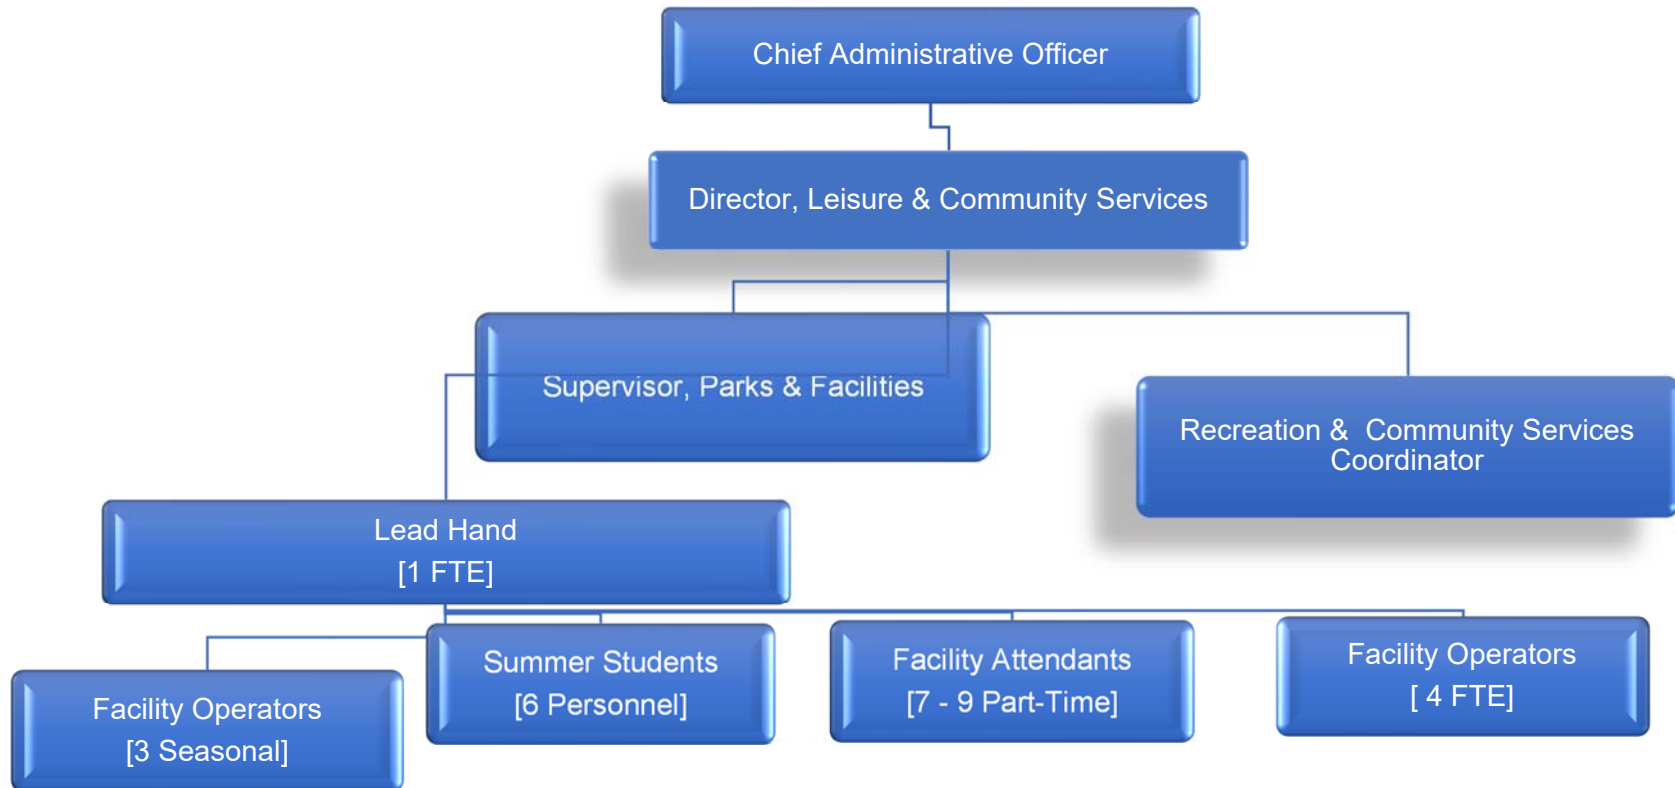 Chief Administrative Officer
Director, Leisure & Community Services
Supervisor, Parks & Facilities
Recreation &  Community Services
Coordinator
Lead Hand
[1 FTE]
Facility Operators
[3 Seasonal]
Summer Students
[6 Personnel]
Facility Attendants
[7 - 9 Part-Time]
Facility Operators
[ 4 FTE]